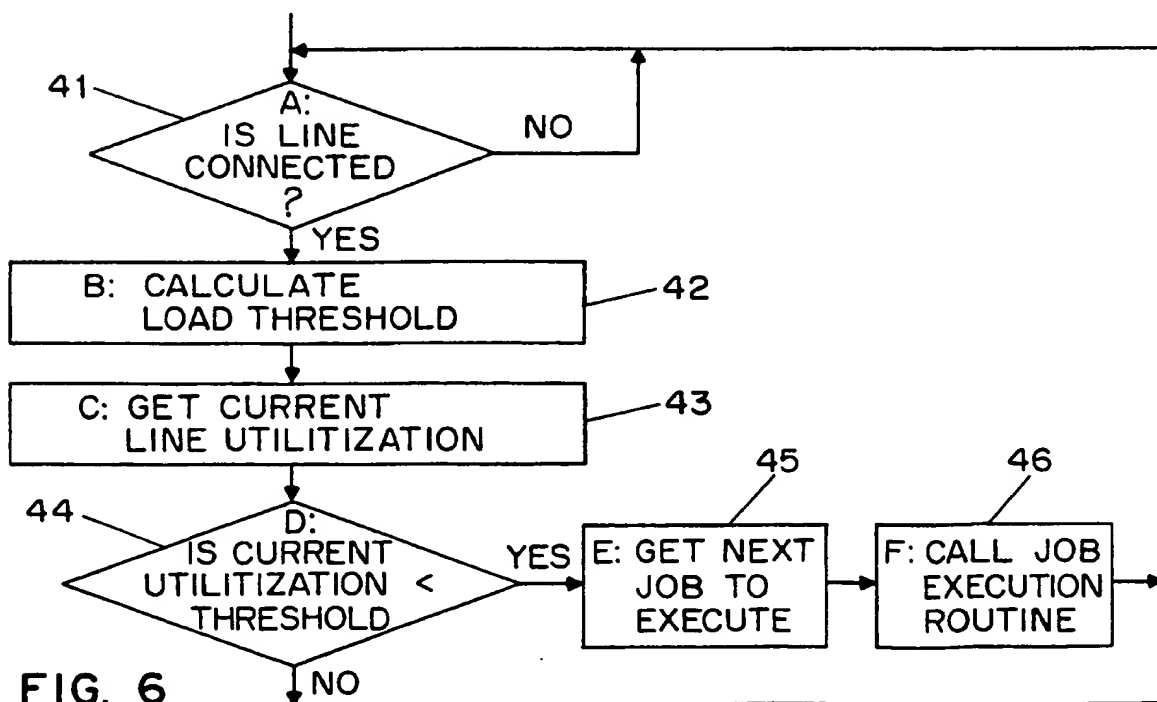 41
A:
IS LINE
CONNECTED
?
NO
YES
B: CALCULATE
LOAD THRESHOLD
42
C: GET CURRENT
LINE UTILITIZATION
43
44
D:
IS CURRENT
UTILITIZATION <
THRESHOLD
YES
45
E: GET NEXT
JOB TO
EXECUTE
46
F: CALL JOB
EXECUTION
ROUTINE
NO
FIG. 6